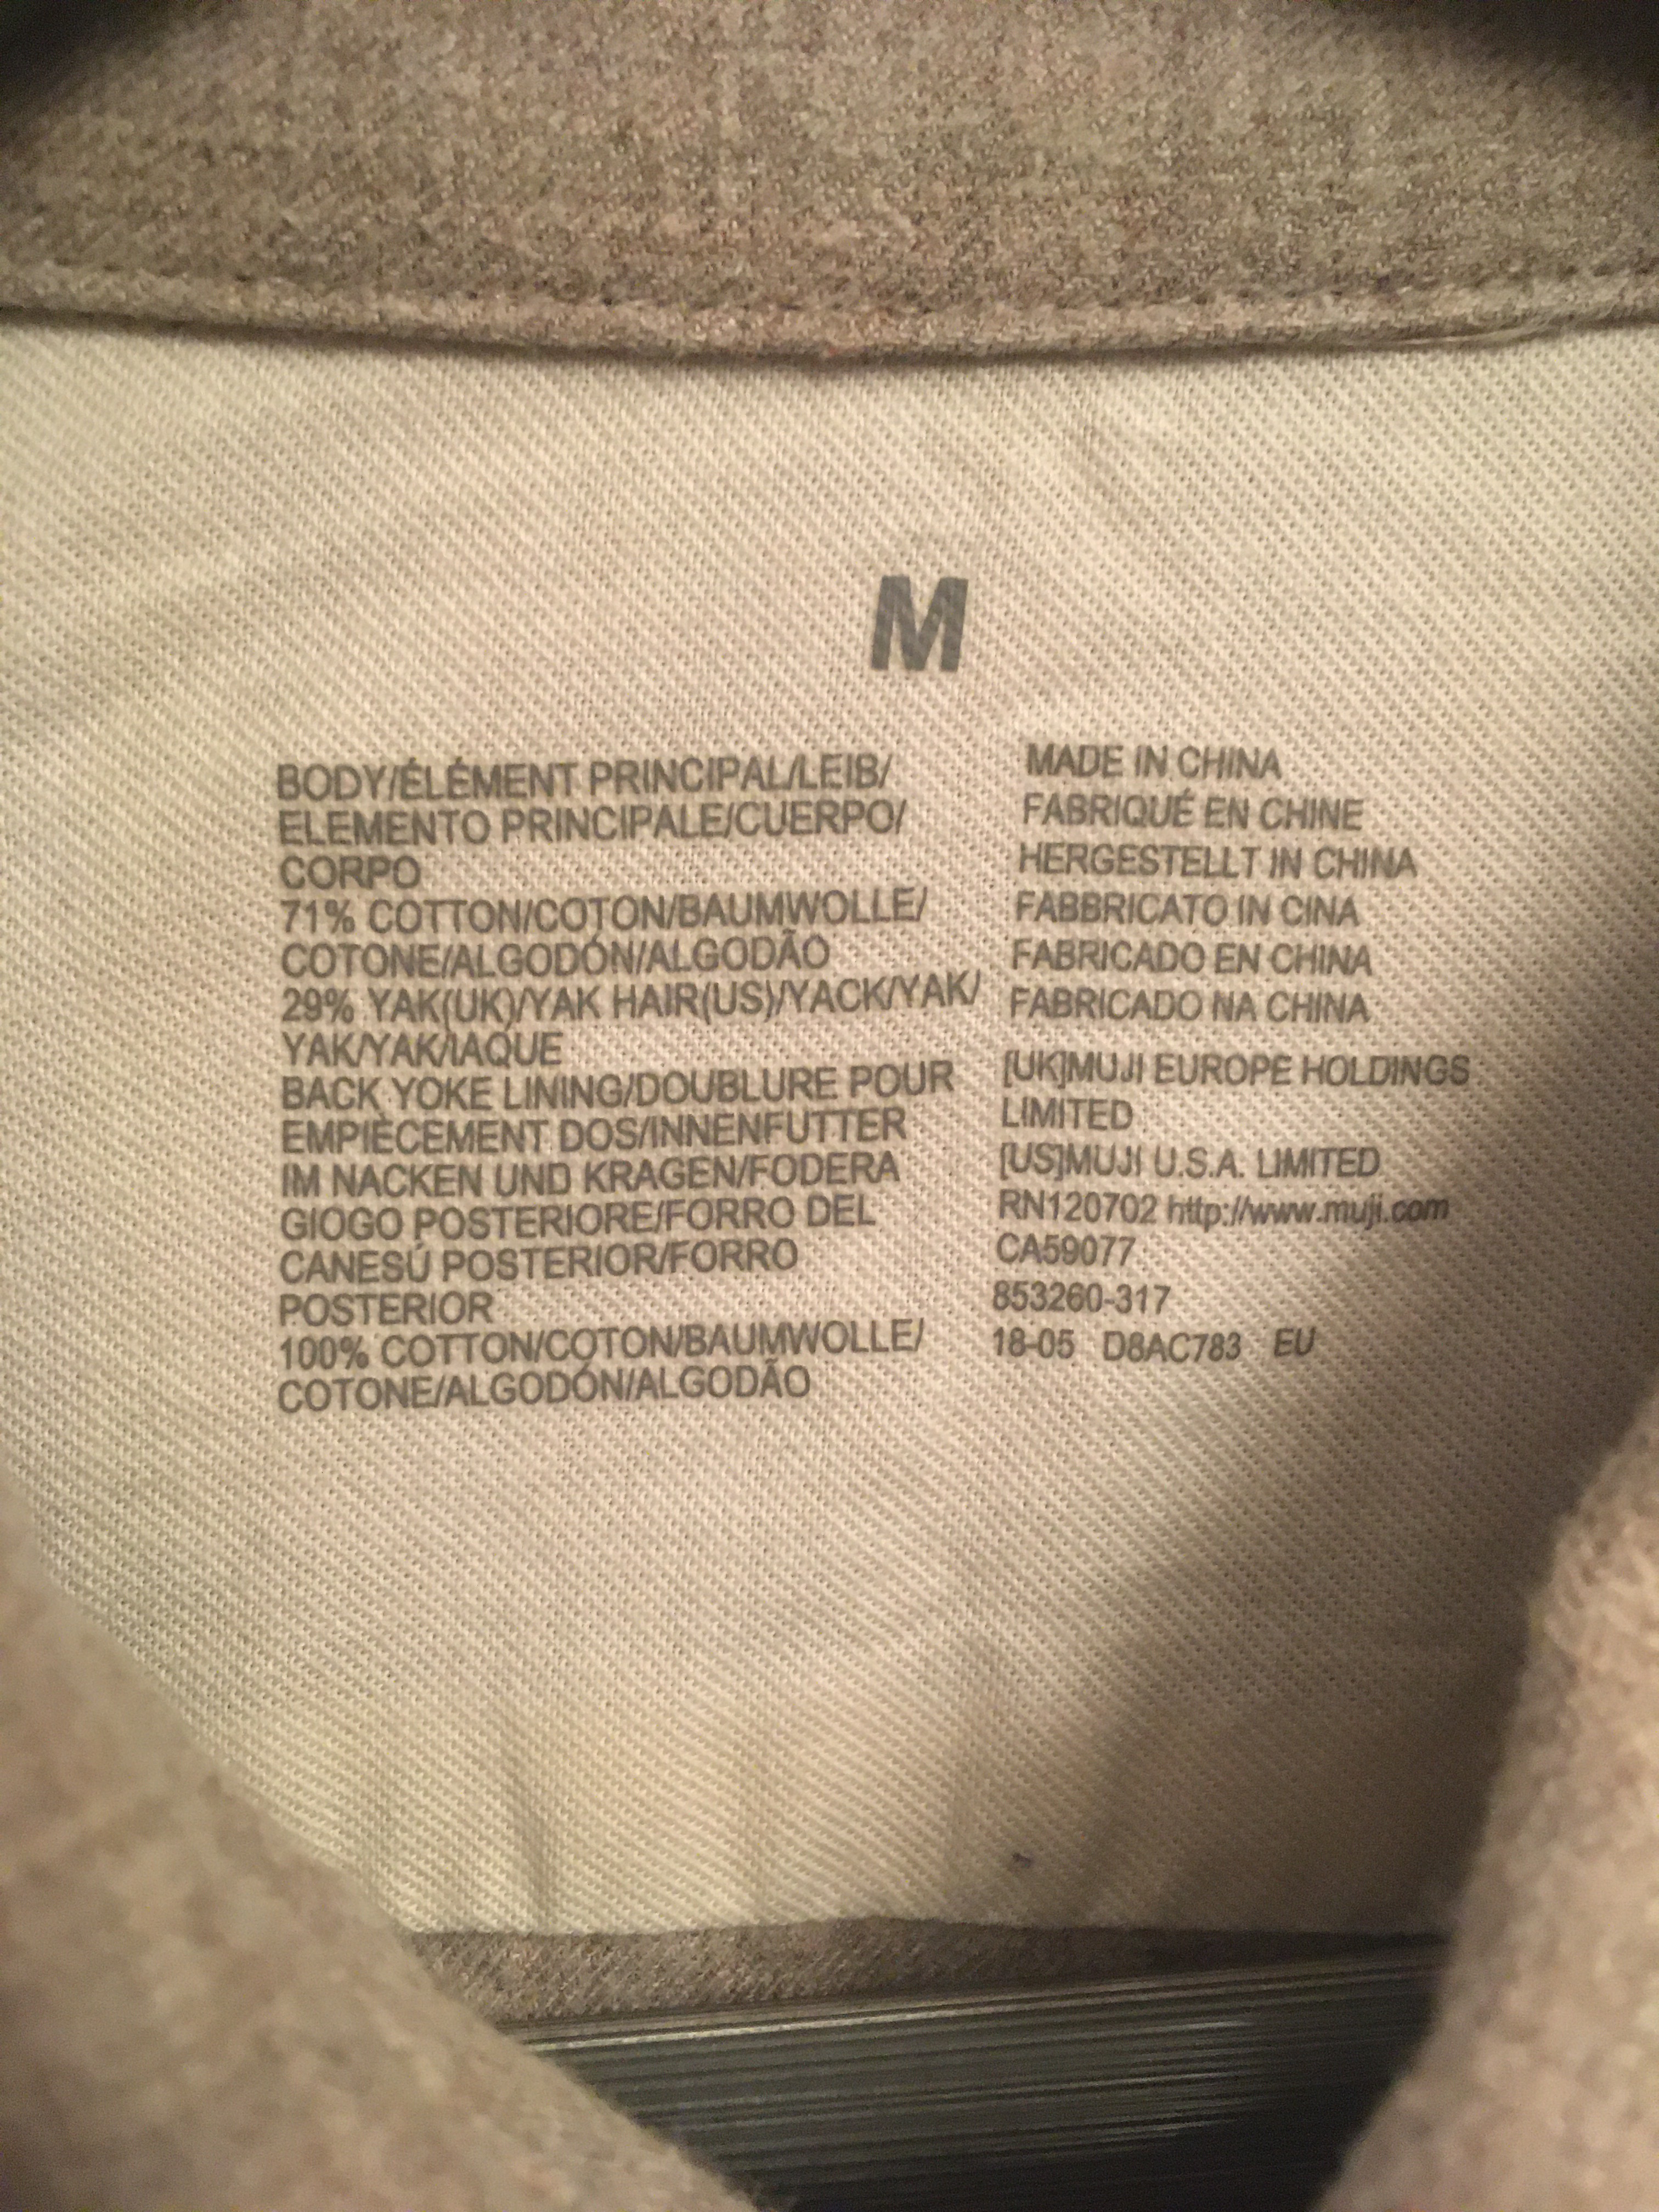 M
BODY/ÉLÉMENT PRINCIPAL/LEIB/
ELEMENTO PRINCIPALE/CUERPO/
CORPO
71% COTTON/COTON/BAUMWOLLE/
COTONE/ALGODÓN/ALGODÃO
29% YAK(UK)/YAK HAIR(US)/YACK/YAK/
YAK/YAK/IAQUE
BACK YOKE LINING/DOUBLURE POUR
EMPIÈCEMENT DOS/INNENFUTTER
IM NACKEN UND KRAGEN/FODERA
GIOGO POSTERIORE/FORRO DEL
CANESÚ POSTERIOR/FORRO
POSTERIOR
100% COTTON/COTON/BAUMWOLLE/
COTONE/ALGODÓN/ALGODÃO
MADE IN CHINA
FABRIQUÉ EN CHINE
HERGESTELLT IN CHINA
FABBRICATO IN CINA
FABRICADO EN CHINA
FABRICADO NA CHINA
[UK]MUJI EUROPE HOLDINGS
LIMITED
[US]MUJI U.S.A. LIMITED
RN120702 http://www.muji.com
CA59077
853260-317
18-05 D8AC783 EU